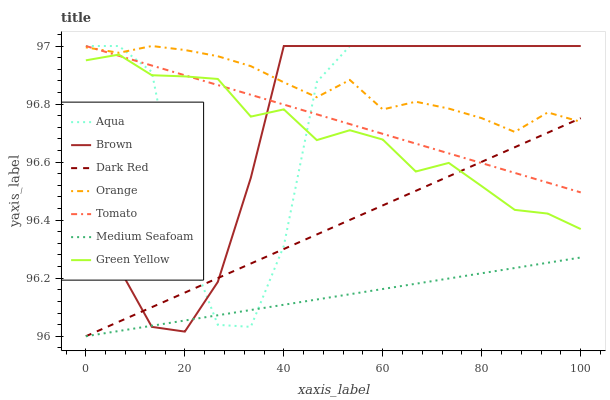 title
97
96.8
96.6
96.4
96.2
96
yaxis_label
Aqua
Brown
Dark Red
Orange
Tomato
Medium Seafoam
Green Yellow
0
20
40
60
80
100
xaxis_label